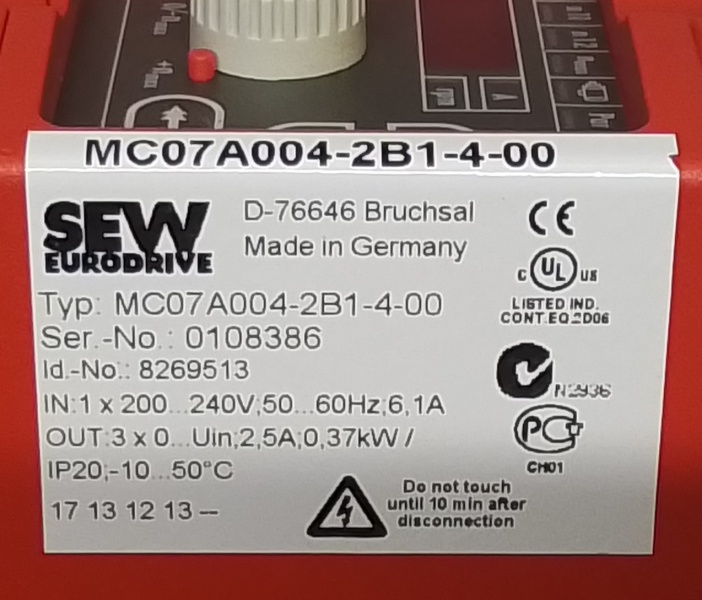 MC07A004-2B1-4-00
SEW
EURODRIVE
D-76646 Bruchsal
Made in Germany
CE
Typ: MC07A004-2B1-4-00
C UL US
LISTED IND.
CONT.EQ.2D06
Ser.-No.: 0108386
Id.-No.: 8269513
N2936
IN:1 x 200...240V;50...60Hz;6,1A
OUT:3 x 0...Uin;2,5A;0,37kW /
IP20;-10...50°C
CH01
17 13 12 13 –
Do not touch
until 10 min after
disconnection